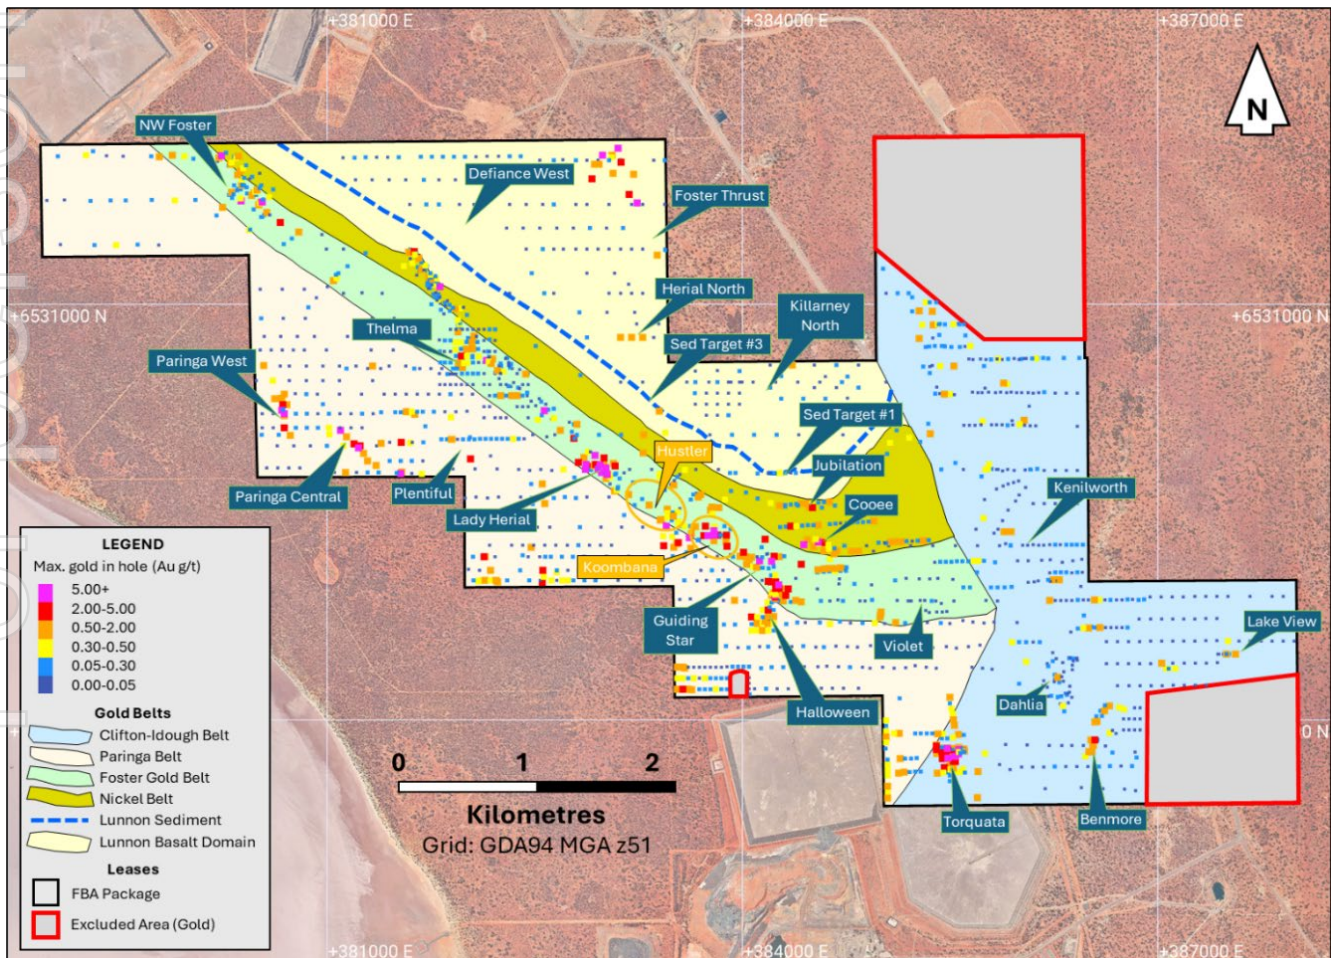 +381000 E
+384000 E
+387000 E
N
NW Foster
Defiance West
Foster Thrust
Herial North
Killarney
North
+6531000 N
+6531000 N
Thelma
Sed Target #3
Paringa West
Sed Target #1
Hustler
Jubilation
Kenilworth
Paringa Central
Plentiful
Cooee
Lady Herial
Koombana
Guiding
Star
Violet
Lake View
Dahlia
Halloween
0 N
Torquata
Benmore
LEGEND
Max. gold in hole (Au g/t)
5.00+
2.00-5.00
0.50-2.00
0.30-0.50
0.05-0.30
0.00-0.05
Gold Belts
Clifton-Idough Belt
Paringa Belt
Foster Gold Belt
Nickel Belt
Lunnon Sediment
Lunnon Basalt Domain
Leases
FBA Package
Excluded Area (Gold)
0 1 2
Kilometres
Grid: GDA94 MGA z51
+381000 E
+384000 E
+387000 E